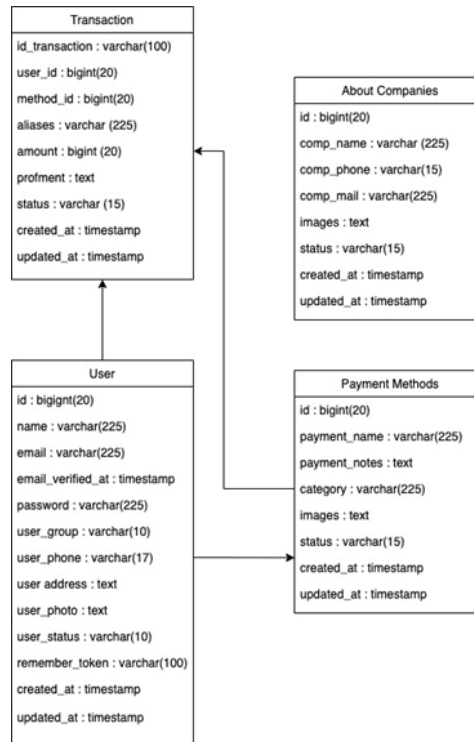 Transaction
id_transaction : varchar(100)
user_id : bigint(20)
method_id : bigint(20)
aliases : varchar (225)
amount : bigint (20)
profment : text
status : varchar (15)
created_at : timestamp
updated_at : timestamp
About Companies
id : bigint(20)
comp_name : varchar (225)
comp_phone : varchar(15)
comp_mail : varchar(225)
images : text
status : varchar(15)
created_at : timestamp
updated_at : timestamp
User
id : bigignt(20)
name : varchar(225)
email : varchar(225)
email_verified_at : timestamp
password : varchar(225)
user_group : varchar(10)
user_phone : varchar(17)
user address : text
user_photo : text
user_status : varchar(10)
remember_token : varchar(100)
created_at : timestamp
updated_at : timestamp
Payment Methods
id : bigint(20)
payment_name : varchar(225)
payment_notes : text
category : varchar(225)
images : text
status : varchar(15)
created_at : timestamp
updated_at : timestamp